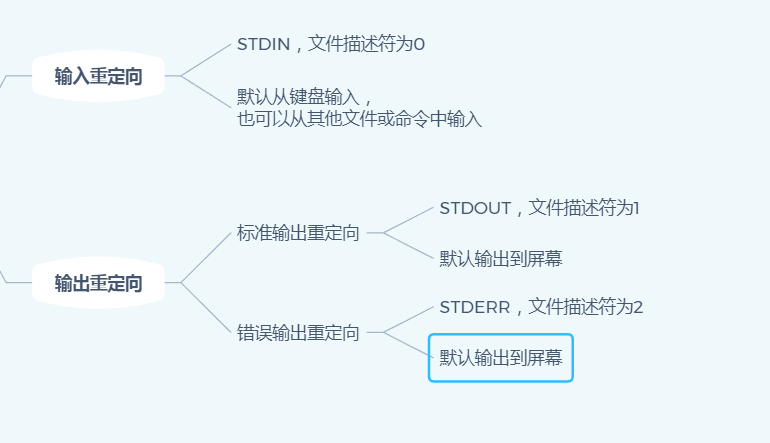 输入重定向
STDIN，文件描述符为0
默认从键盘输入，
也可以从其他文件或命令中输入
输出重定向
标准输出重定向
STDOUT，文件描述符为1
默认输出到屏幕
错误输出重定向
STDERR，文件描述符为2
默认输出到屏幕